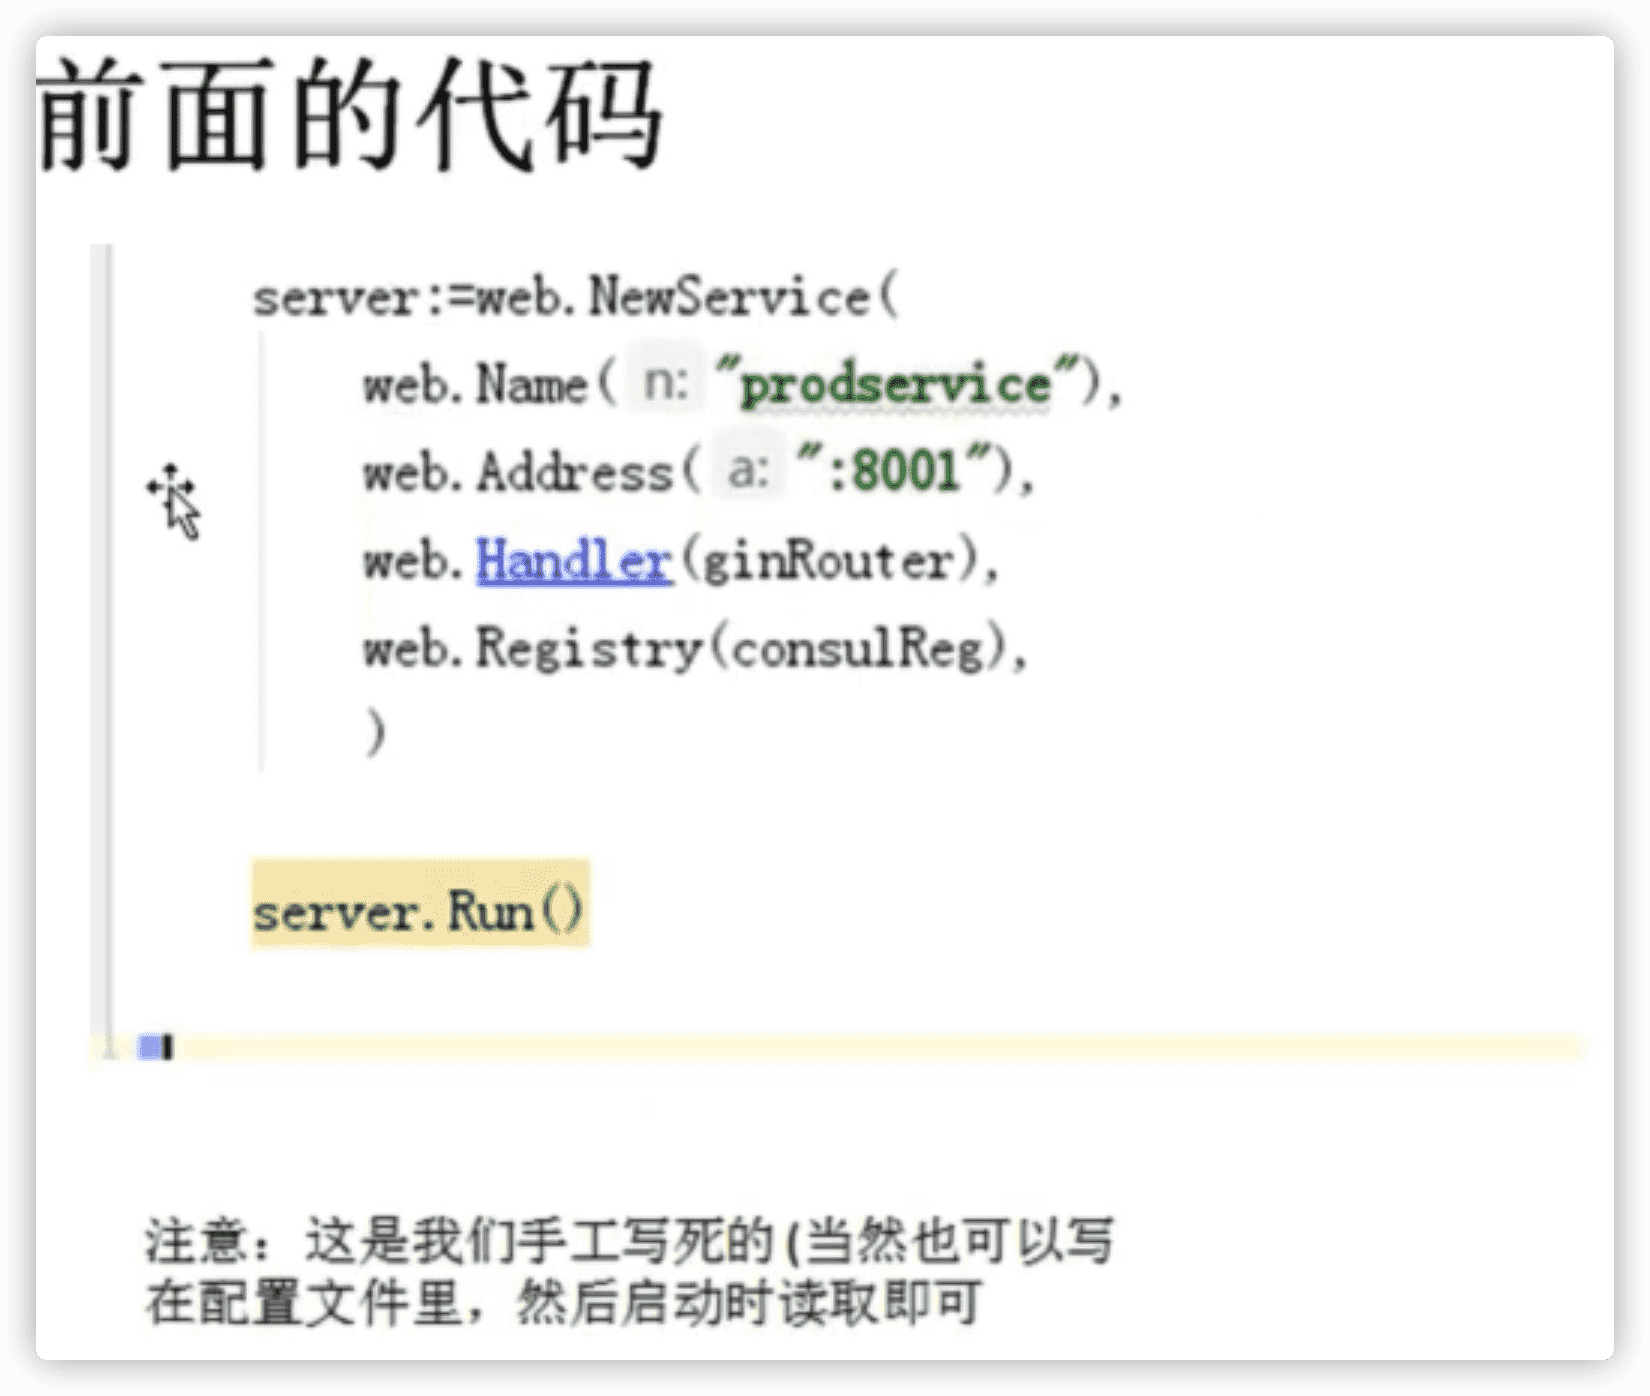 前面的代码
server:=web.NewService(
web.Name( n: "prodservice"),
web.Address( a: ":8001"),
web.Handler(ginRouter),
web.Registry(consulReg),
)
server.Run()
注意：这是我们手工写死的(当然也可以写
在配置文件里，然后启动时读取即可